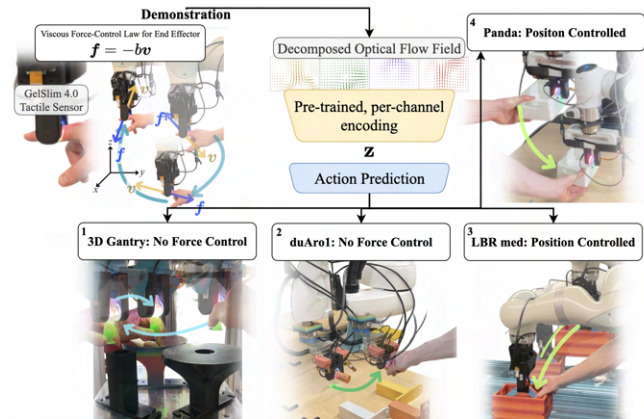 Demonstration
Viscous Force-Control Law for End Effector
f = −bv
GelSlim 4.0
Tactile Sensor
v
f
v
f
z
y
x
v
f
Decomposed Optical Flow Field
Pre-trained, per-channel
encoding
z
Action Prediction
4
Panda: Positon Controlled
1
3D Gantry: No Force Control
2
duAro1: No Force Control
3
LBR med: Position Controlled